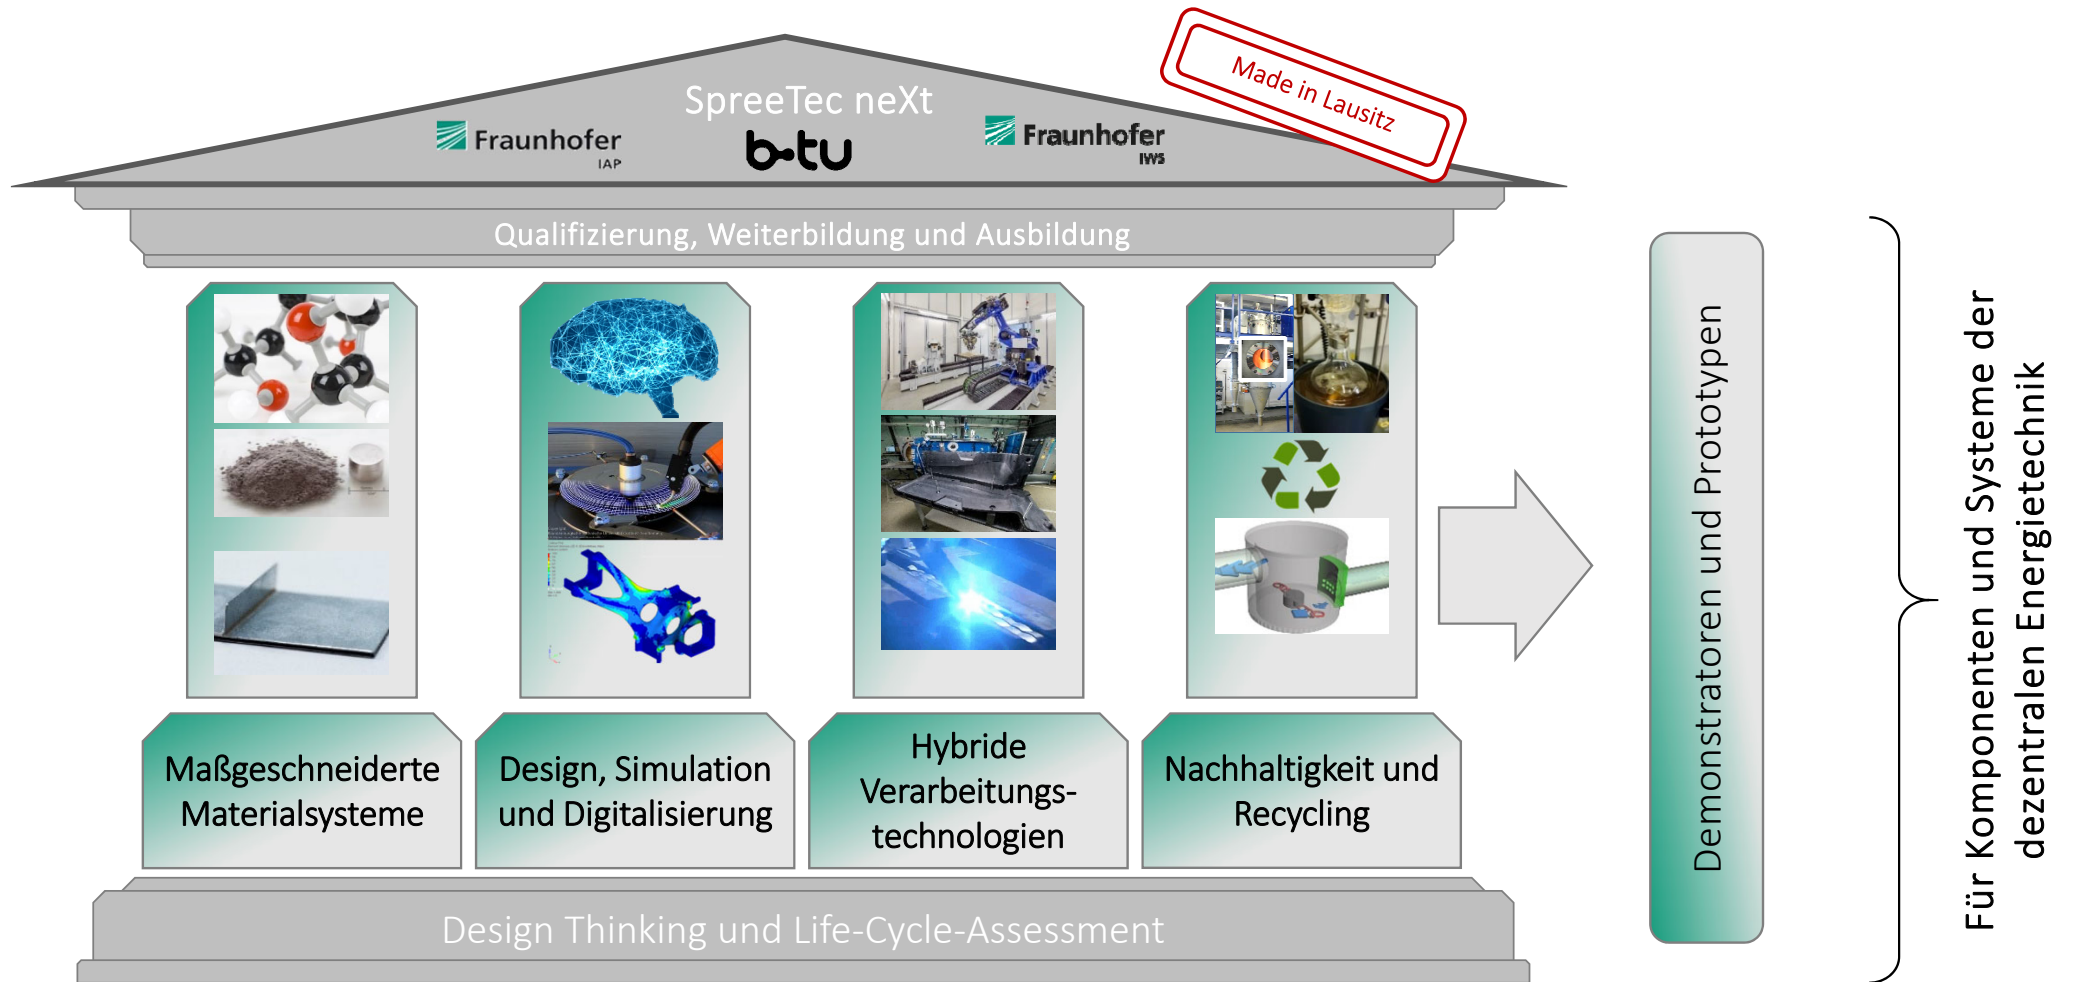 SpreeTec neXt
Made in Lausitz
Fraunhofer
IAP
b-tu
Fraunhofer
IWS
Qualifizierung, Weiterbildung und Ausbildung
Maßgeschneiderte
Materialsysteme
Design, Simulation
und Digitalisierung
Hybride
Verarbeitungs-
technologien
Nachhaltigkeit und
Recycling
Design Thinking und Life-Cycle-Assessment
Demonstratoren und Prototypen
Für Komponenten und Systeme der
dezentralen Energietechnik